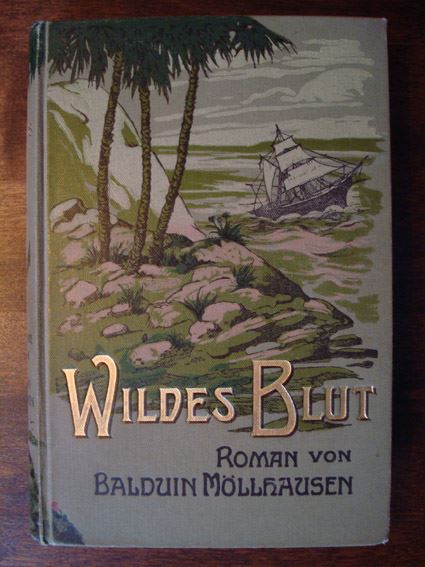 WILDES BLUT
ROMAN VON
BALDUIN MÖLLHAUSEN